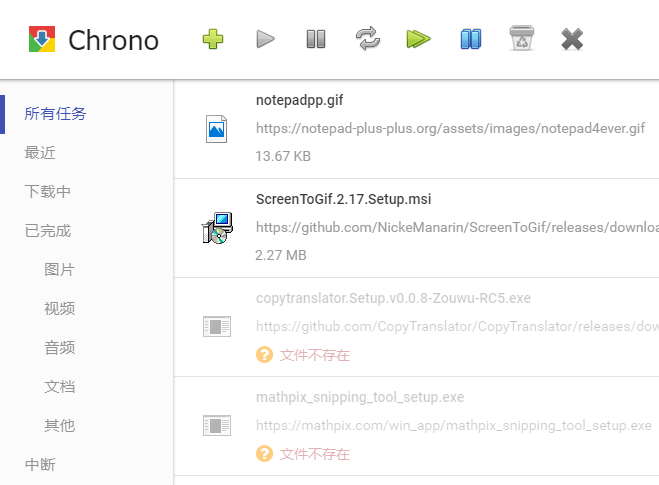 Chrono
所有任务
最近
下载中
已完成
图片
视频
音频
文档
其他
中断
notepadpp.gif
https://notepad-plus-plus.org/assets/images/notepad4ever.gif
13.67 KB
ScreenToGif.2.17.Setup.msi
https://github.com/NickeManarin/ScreenToGif/releases/downloa
2.27 MB
copytranslator.Setup.v0.0.8-Zouwu-RC5.exe
https://github.com/CopyTranslator/CopyTranslator/releases/dow
文件不存在
mathpix_snipping_tool_setup.exe
https://mathpix.com/win_app/mathpix_snipping_tool_setup.exe
文件不存在